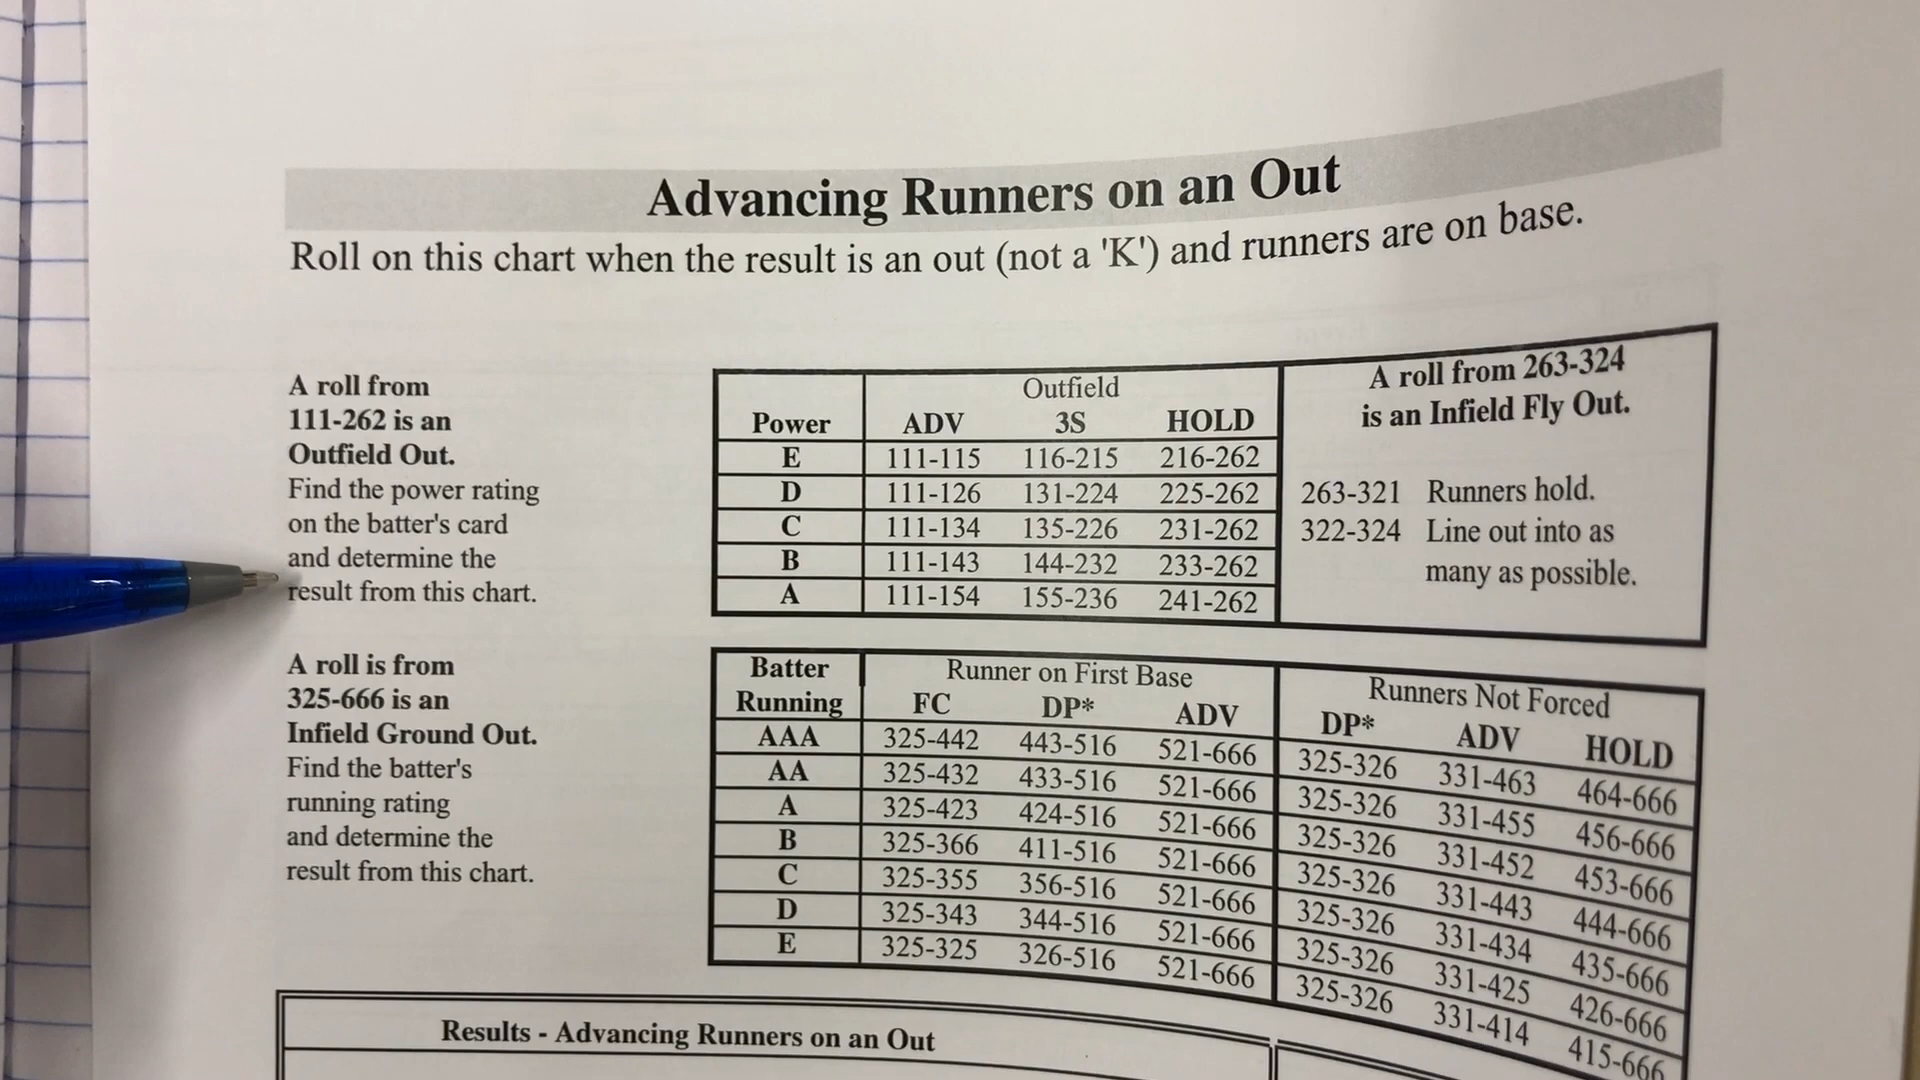 Advancing Runners on an Out
Roll on this chart when the result is an out (not a 'K') and runners are on base.
A roll from
111-262 is an
Outfield Out.
Find the power rating
on the batter's card
and determine the
result from this chart.
Outfield
Power ADV 3S HOLD
E 111-115 116-215 216-262
D 111-126 131-224 225-262
C 111-134 135-226 231-262
B 111-143 144-232 233-262
A 111-154 155-236 241-262
A roll from 263-324
is an Infield Fly Out.
263-321 Runners hold.
322-324 Line out into as
many as possible.
A roll is from
325-666 is an
Infield Ground Out.
Find the batter's
running rating
and determine the
result from this chart.
Batter Runner on First Base Runners Not Forced
Running FC DP* ADV DP* ADV HOLD
AAA 325-442 443-516 521-666 325-326 331-463 464-666
AA 325-432 433-516 521-666 325-326 331-455 456-666
A 325-423 424-516 521-666 325-326 331-452 453-666
B 325-366 411-516 521-666 325-326 331-443 444-666
C 325-355 356-516 521-666 325-326 331-434 435-666
D 325-343 344-516 521-666 325-326 331-425 426-666
E 325-325 326-516 521-666 325-326 331-414 415-666
Results - Advancing Runners on an Out